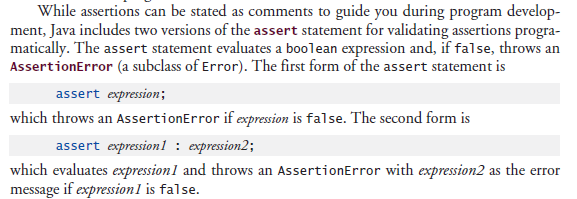 While assertions can be stated as comments to guide you during program develop-
ment, Java includes two versions of the assert statement for validating assertions progra-
matically. The assert statement evaluates a boolean expression and, if false, throws an
AssertionError (a subclass of Error). The first form of the assert statement is
assert expression;
which throws an AssertionError if expression is false. The second form is
assert expression1 : expression2;
which evaluates expression1 and throws an AssertionError with expression2 as the error
message if expression1 is false.